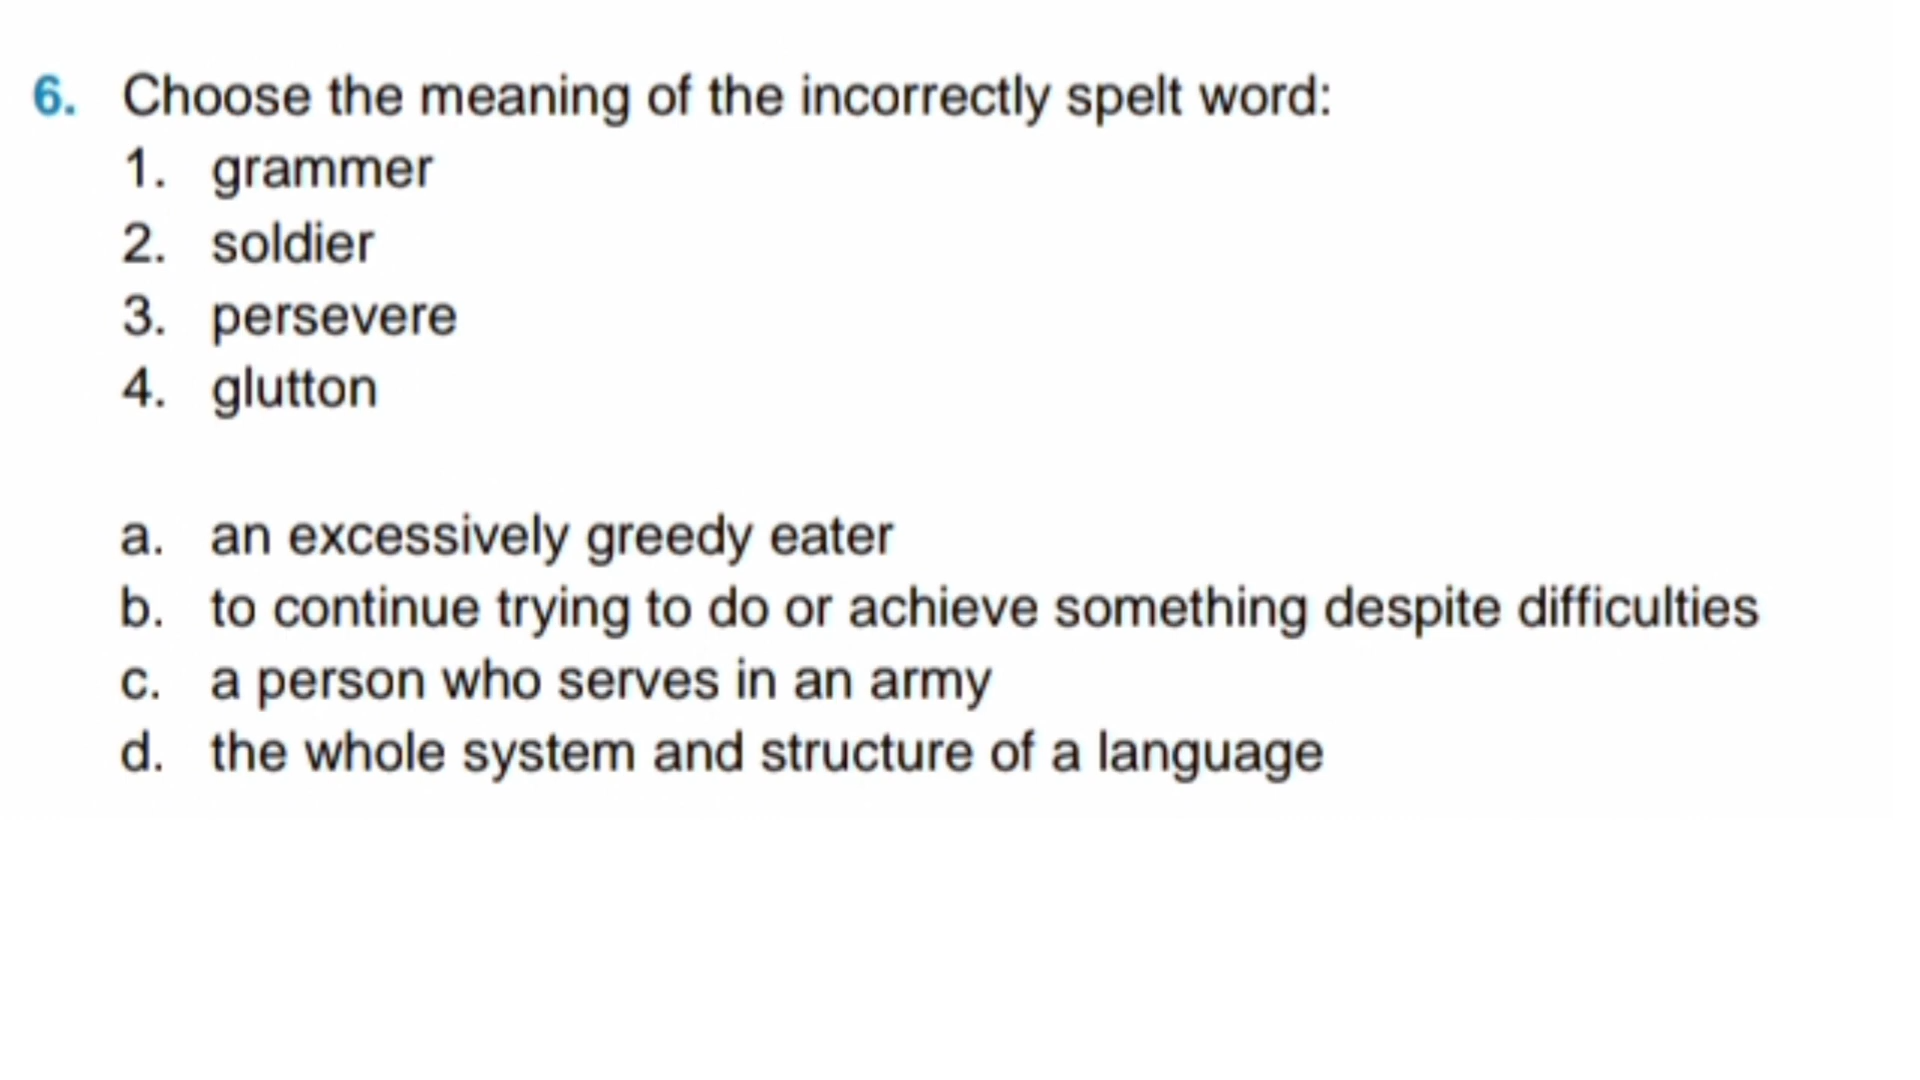 6. Choose the meaning of the incorrectly spelt word:
1. grammer
2. soldier
3. persevere
4. glutton
a. an excessively greedy eater
b. to continue trying to do or achieve something despite difficulties
c. a person who serves in an army
d. the whole system and structure of a language